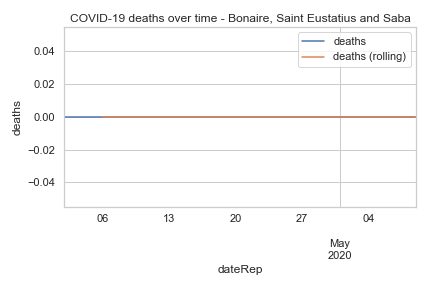 COVID-19 deaths over time - Bonaire, Saint Eustatius and Saba
deaths
deaths (rolling)
deaths
0.04
0.02
0.00
−0.02
−0.04
06 13 20 27 04
May
2020
dateRep